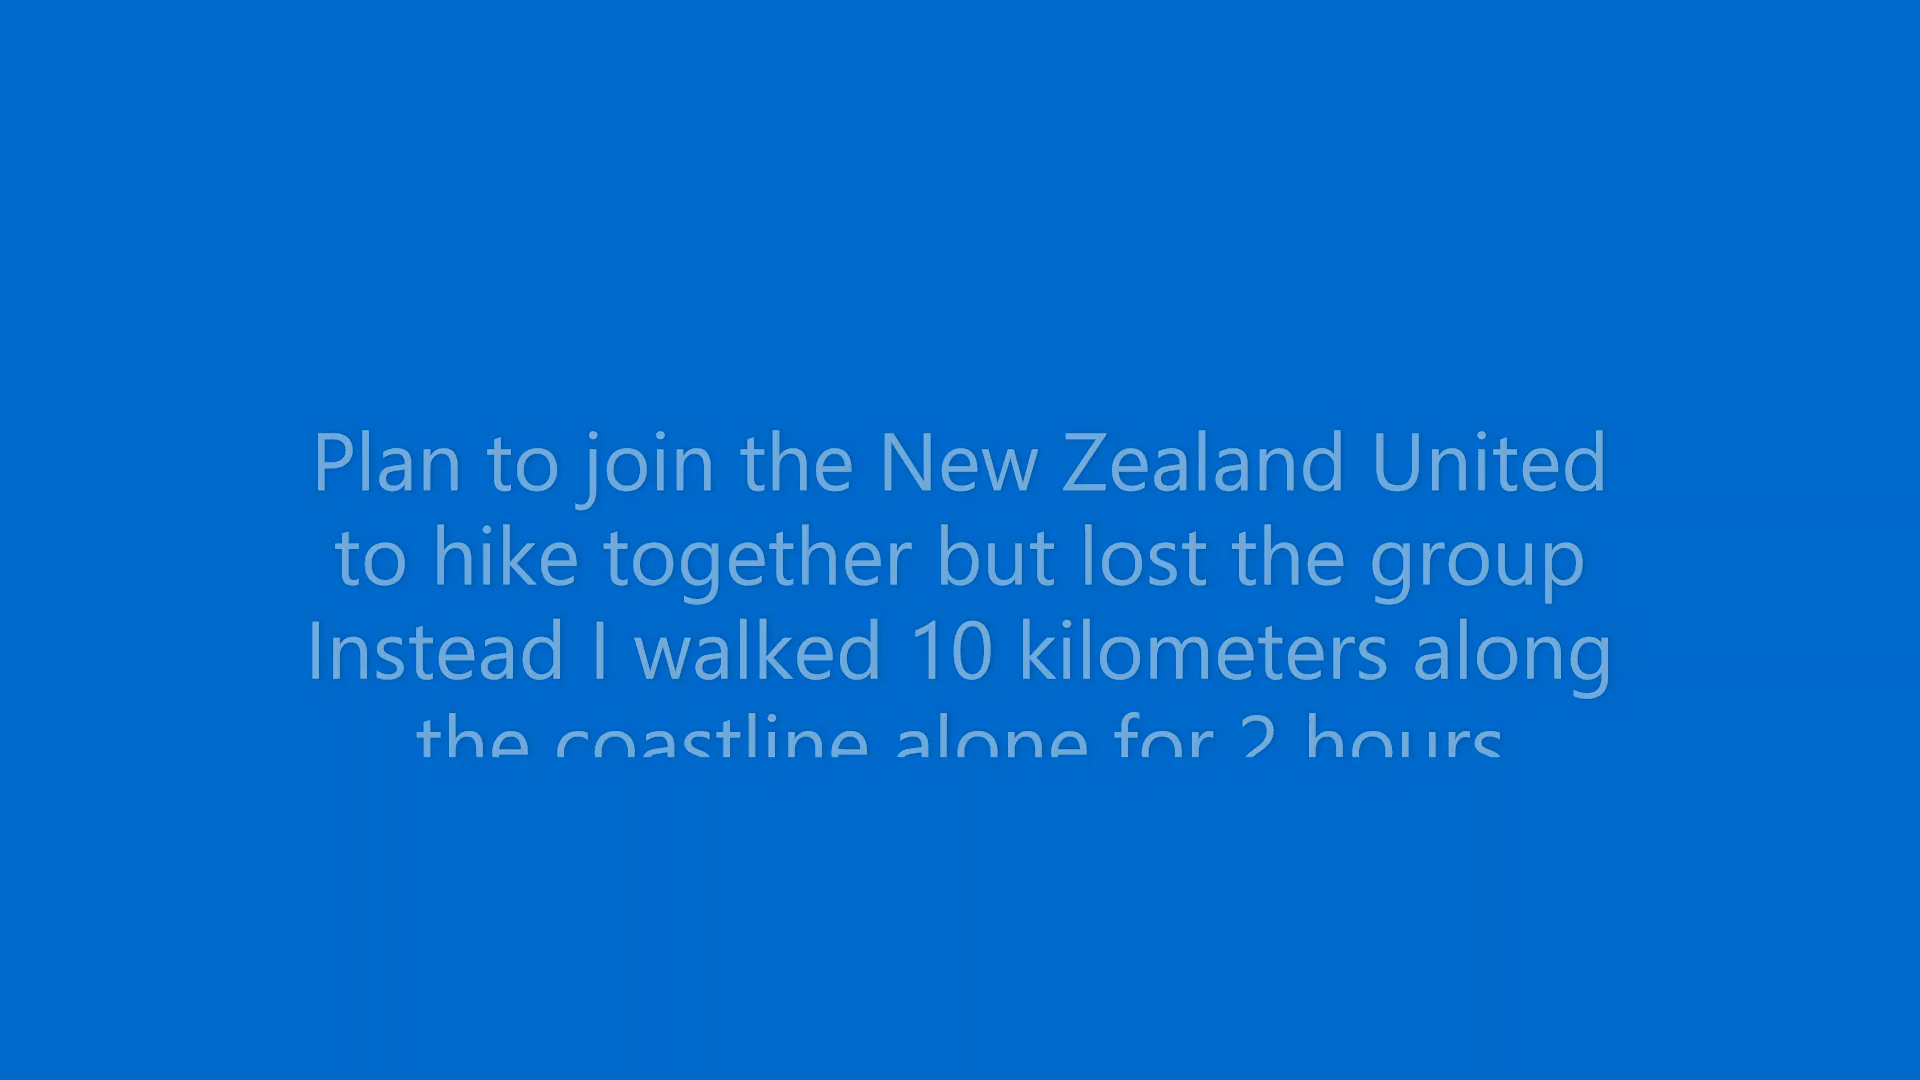 Plan to join the New Zealand United
to hike together but lost the group
Instead I walked 10 kilometers along
the coastline alone for 2 hours